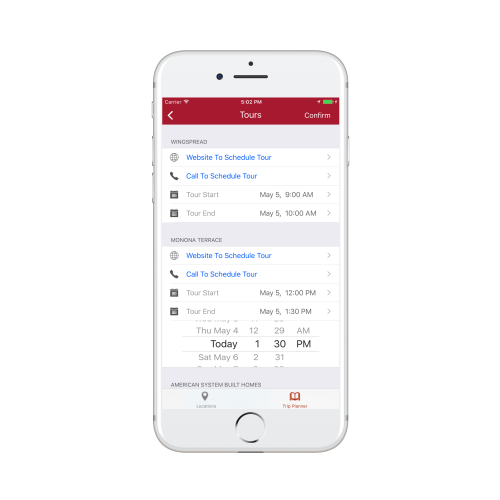 Carrier 5:02 PM
Tours Confirm
WINGSPREAD
Website To Schedule Tour
Call To Schedule Tour
Tour Start May 5, 9:00 AM
Tour End May 5, 10:00 AM
MONONA TERRACE
Website To Schedule Tour
Call To Schedule Tour
Tour Start May 5, 12:00 PM
Tour End May 5, 1:30 PM
Thu May 4 12 29 AM
Today 1 30 PM
Sat May 6 2 31
AMERICAN SYSTEM BUILT HOMES
Locations Trip Planner